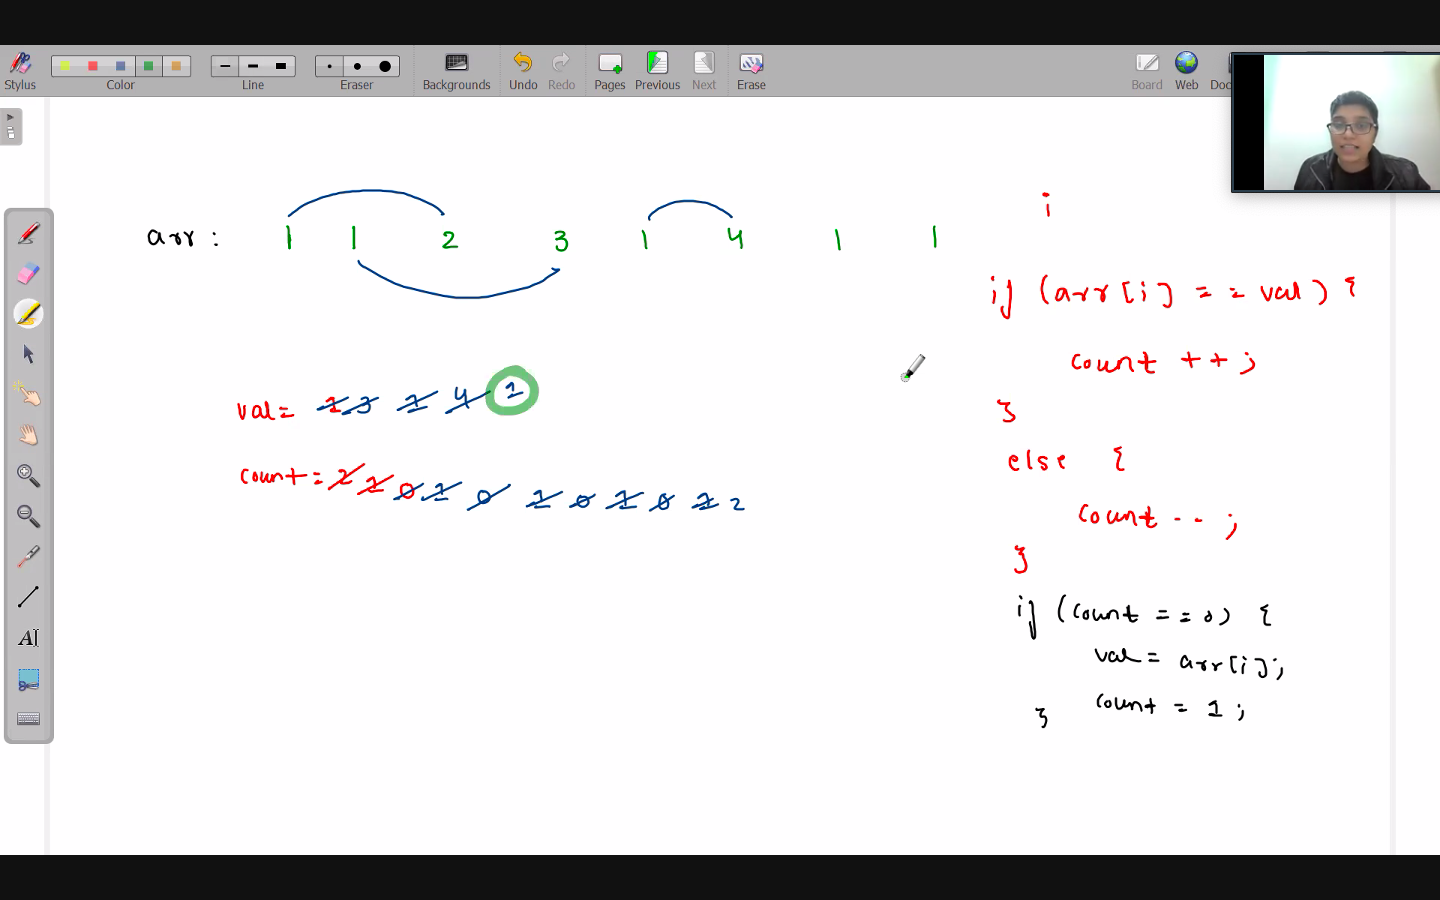 Stylus Color Line Eraser Backgrounds Undo Redo Pages Previous Next Erase Board Web Doc
i
arr : 1 1 2 3 1 4 1 1
if (arr[i] == val) {
count ++ ;
}
else {
count -- ;
}
if (count == 0) {
val = arr[i];
count = 1 ;
}
val = 1 3 1 4 1
count = 2 1 0 1 0 1 0 1 0 1 2
AI